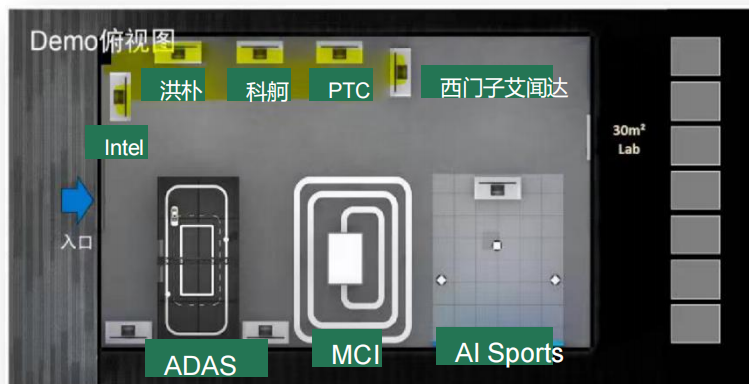 Demo俯视图
洪朴
科舸
PTC
西门子艾闻达
Intel
30m²
Lab
入口
ADAS
MCI
AI Sports